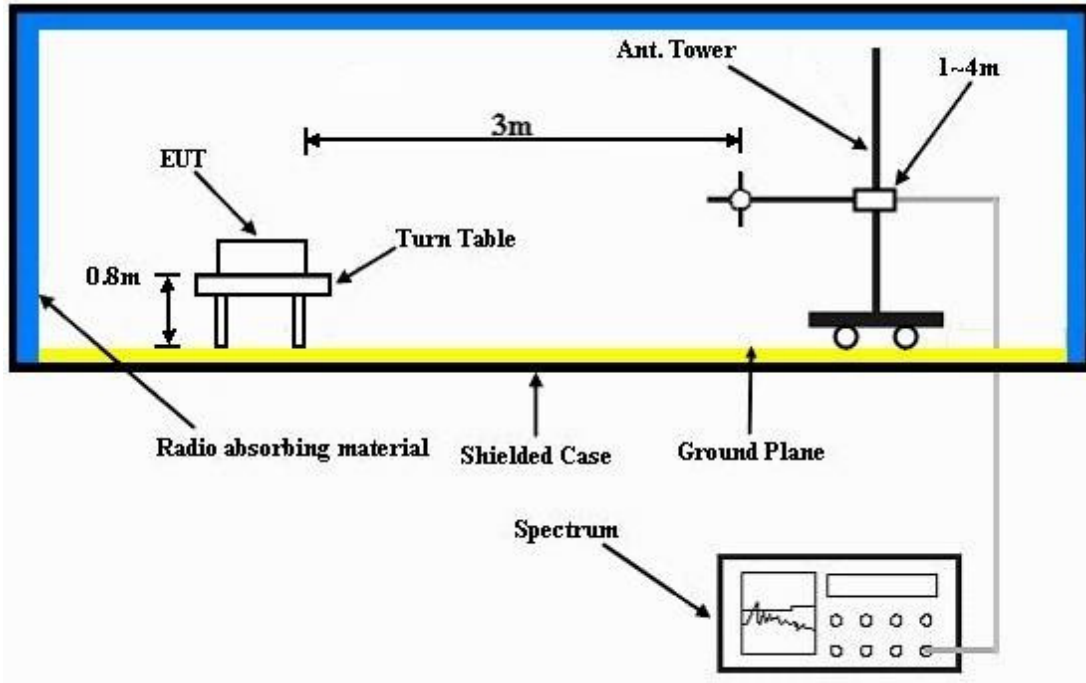 Ant. Tower
1~4m
3m
EUT
Turn Table
0.8m
Radio absorbing material
Shielded Case
Ground Plane
Spectrum